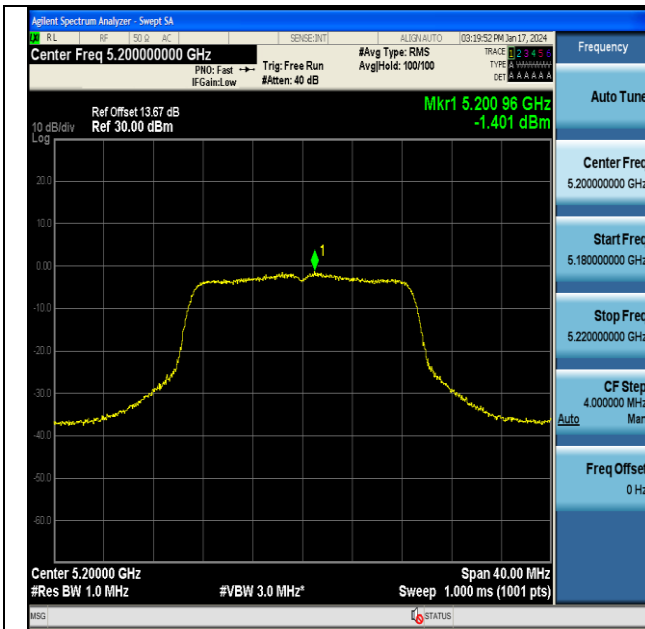 Agilent Spectrum Analyzer - Swept SA
RL RF 50 Ω AC SENSE:INT ALIGN AUTO 03:19:52 PM Jan 17, 2024
Center Freq 5.200000000 GHz
PNO: Fast
IFGain:Low
Trig: Free Run
#Atten: 40 dB
#Avg Type: RMS
Avg|Hold: 100/100
TRACE 1 2 3 4 5 6
TYPE A
DET A A A A A A
Frequency
Auto Tune
Center Freq
5.200000000 GHz
Start Freq
5.180000000 GHz
Stop Freq
5.220000000 GHz
CF Step
4.000000 MHz
Auto Man
Freq Offset
0 Hz
Mkr1 5.200 96 GHz
-1.401 dBm
Ref Offset 13.67 dB
10 dB/div Ref 30.00 dBm
Log
20.0
10.0
0.00
-10.0
-20.0
-30.0
-40.0
-50.0
-60.0
1
Center 5.20000 GHz Span 40.00 MHz
#Res BW 1.0 MHz #VBW 3.0 MHz* Sweep 1.000 ms (1001 pts)
MSG STATUS